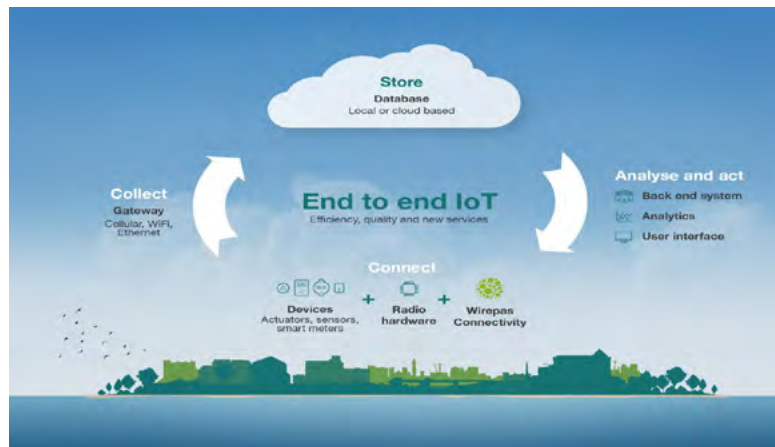 Store
Database
Local or cloud based
Collect
Gateway
Cellular, WiFi,
Ethernet
End to end IoT
Efficiency, quality and new services
Analyse and act
Back end system
Analytics
User interface
Connect
Devices
Actuators, sensors,
smart meters
+
Radio
hardware
+
Wirepas
Connectivity